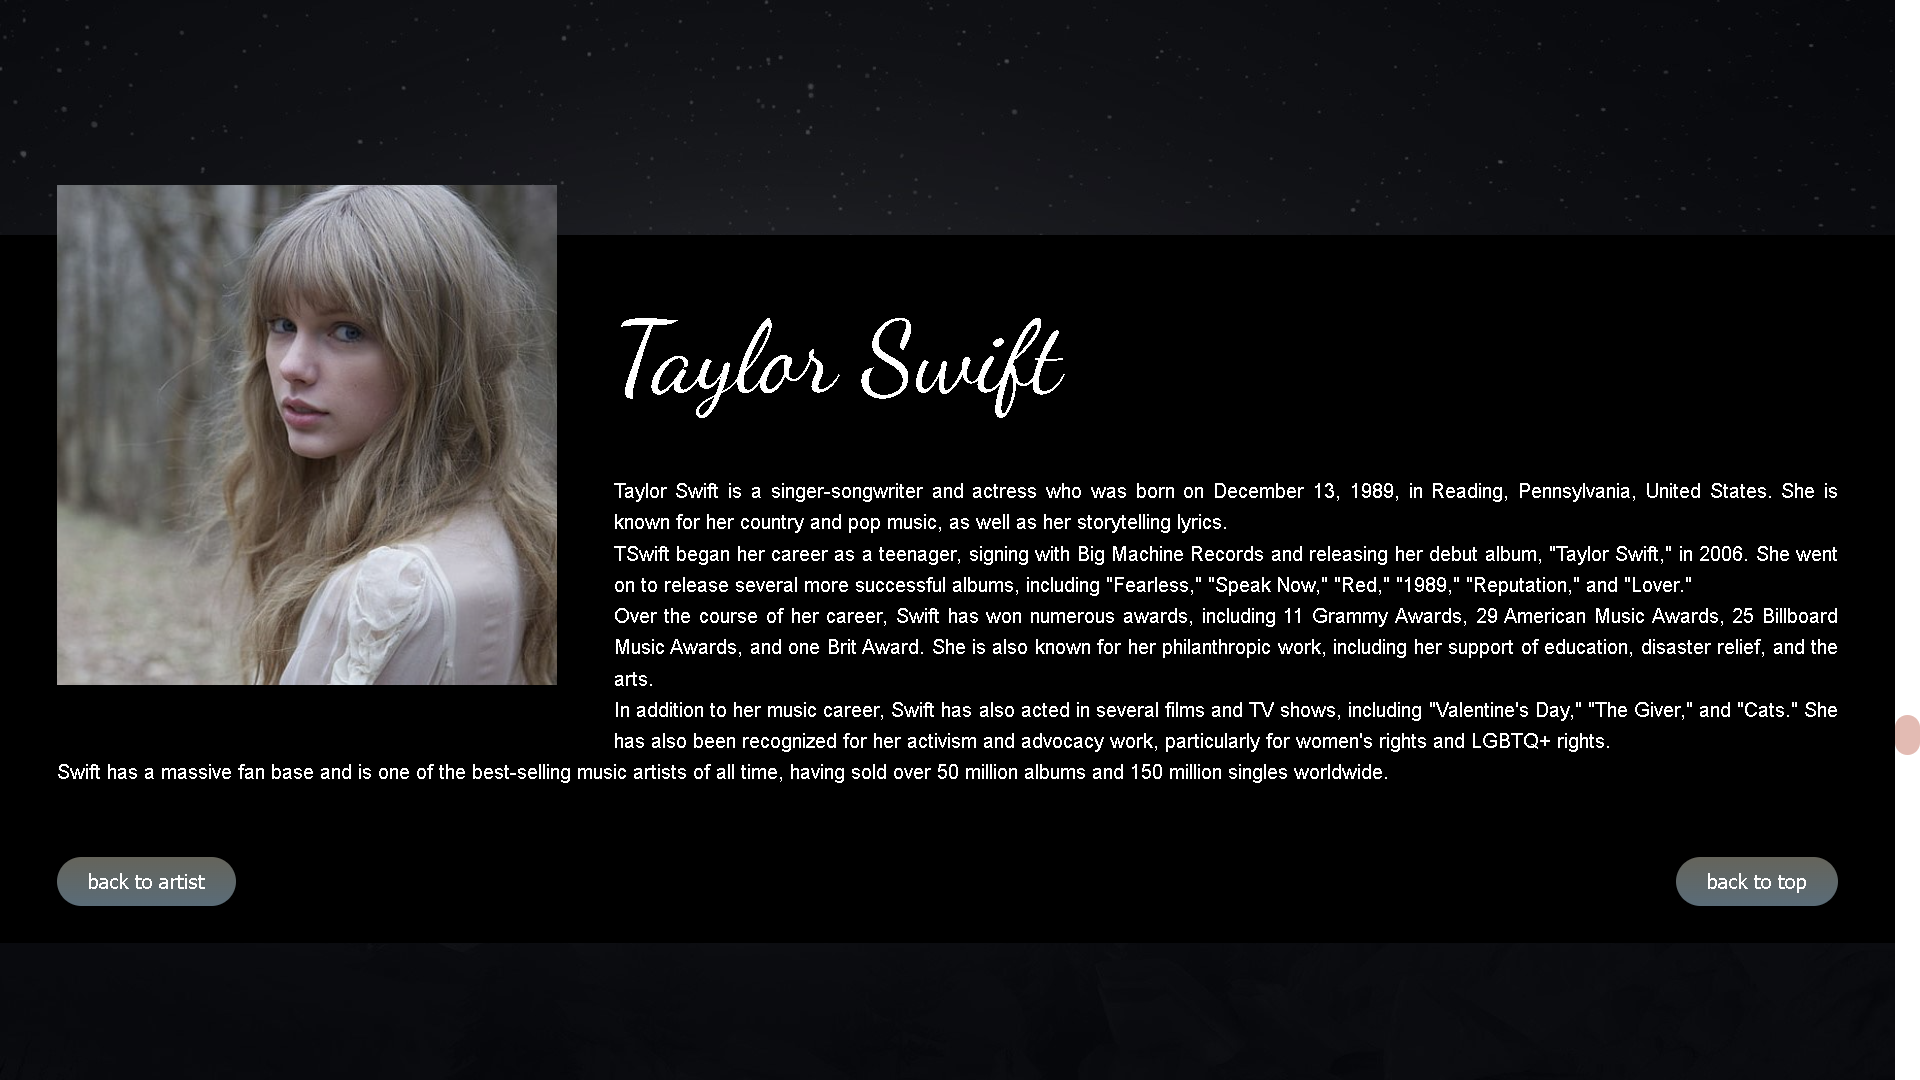 Taylor Swift
Taylor Swift is a singer-songwriter and actress who was born on December 13, 1989, in Reading, Pennsylvania, United States. She is
known for her country and pop music, as well as her storytelling lyrics.
TSwift began her career as a teenager, signing with Big Machine Records and releasing her debut album, "Taylor Swift," in 2006. She went
on to release several more successful albums, including "Fearless," "Speak Now," "Red," "1989," "Reputation," and "Lover."
Over the course of her career, Swift has won numerous awards, including 11 Grammy Awards, 29 American Music Awards, 25 Billboard
Music Awards, and one Brit Award. She is also known for her philanthropic work, including her support of education, disaster relief, and the
arts.
In addition to her music career, Swift has also acted in several films and TV shows, including "Valentine's Day," "The Giver," and "Cats." She
has also been recognized for her activism and advocacy work, particularly for women's rights and LGBTQ+ rights.
Swift has a massive fan base and is one of the best-selling music artists of all time, having sold over 50 million albums and 150 million singles worldwide.
back to artist
back to top